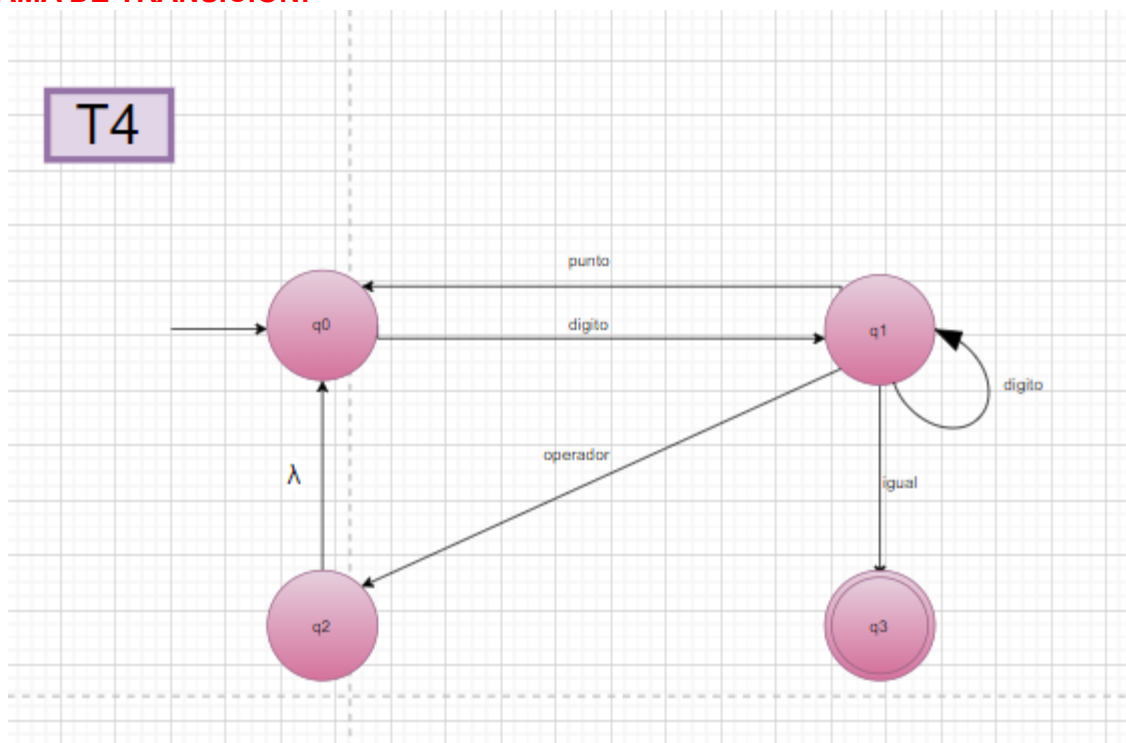 T4
punto
q0
digito
q1
digito
operador
λ
igual
q2
q3